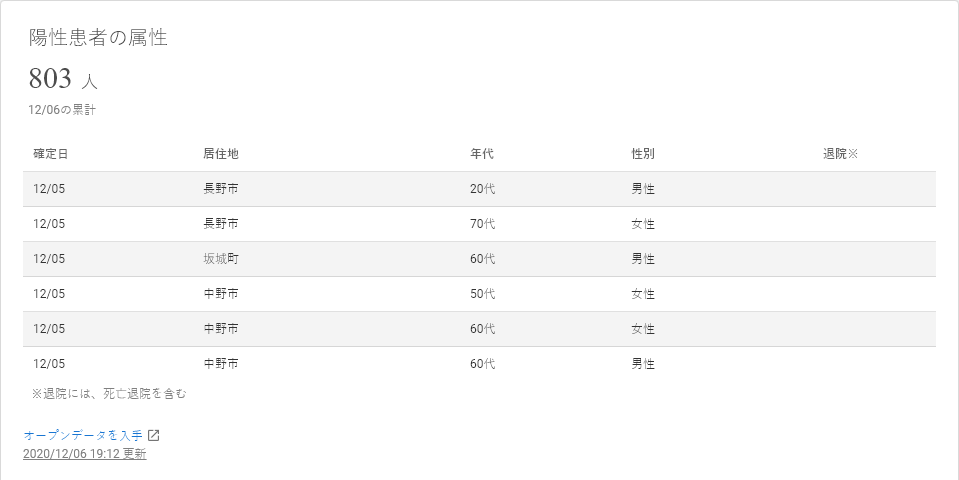 陽性患者の属性
803 人
12/06の累計
確定日 居住地 年代 性別 退院※
12/05 長野市 20代 男性
12/05 長野市 70代 女性
12/05 坂城町 60代 男性
12/05 中野市 50代 女性
12/05 中野市 60代 女性
12/05 中野市 60代 男性
※退院には、死亡退院を含む
オープンデータを入手
2020/12/06 19:12 更新